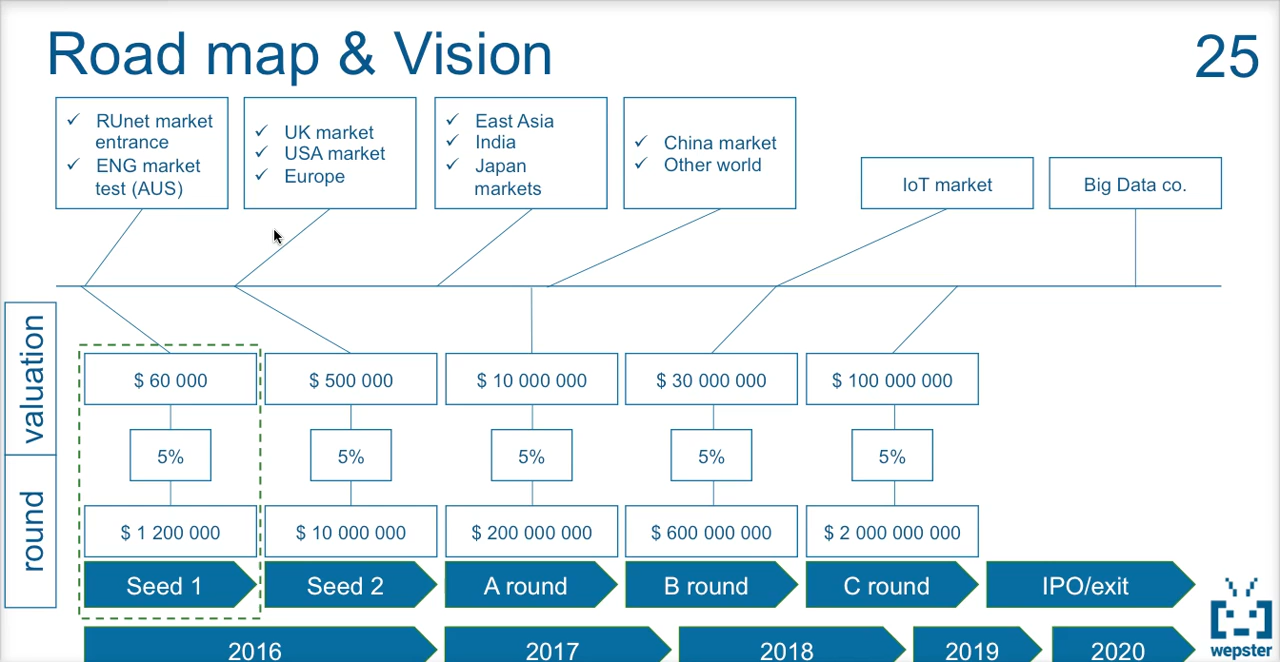 Road map & Vision
25
RUnet market
entrance
ENG market
test (AUS)
UK market
USA market
Europe
East Asia
India
Japan
markets
China market
Other world
IoT market
Big Data co.
valuation
$ 60 000
$ 500 000
$ 10 000 000
$ 30 000 000
$ 100 000 000
5%
5%
5%
5%
5%
round
$ 1 200 000
$ 10 000 000
$ 200 000 000
$ 600 000 000
$ 2 000 000 000
Seed 1
Seed 2
A round
B round
C round
IPO/exit
2016
2017
2018
2019
2020
wepster